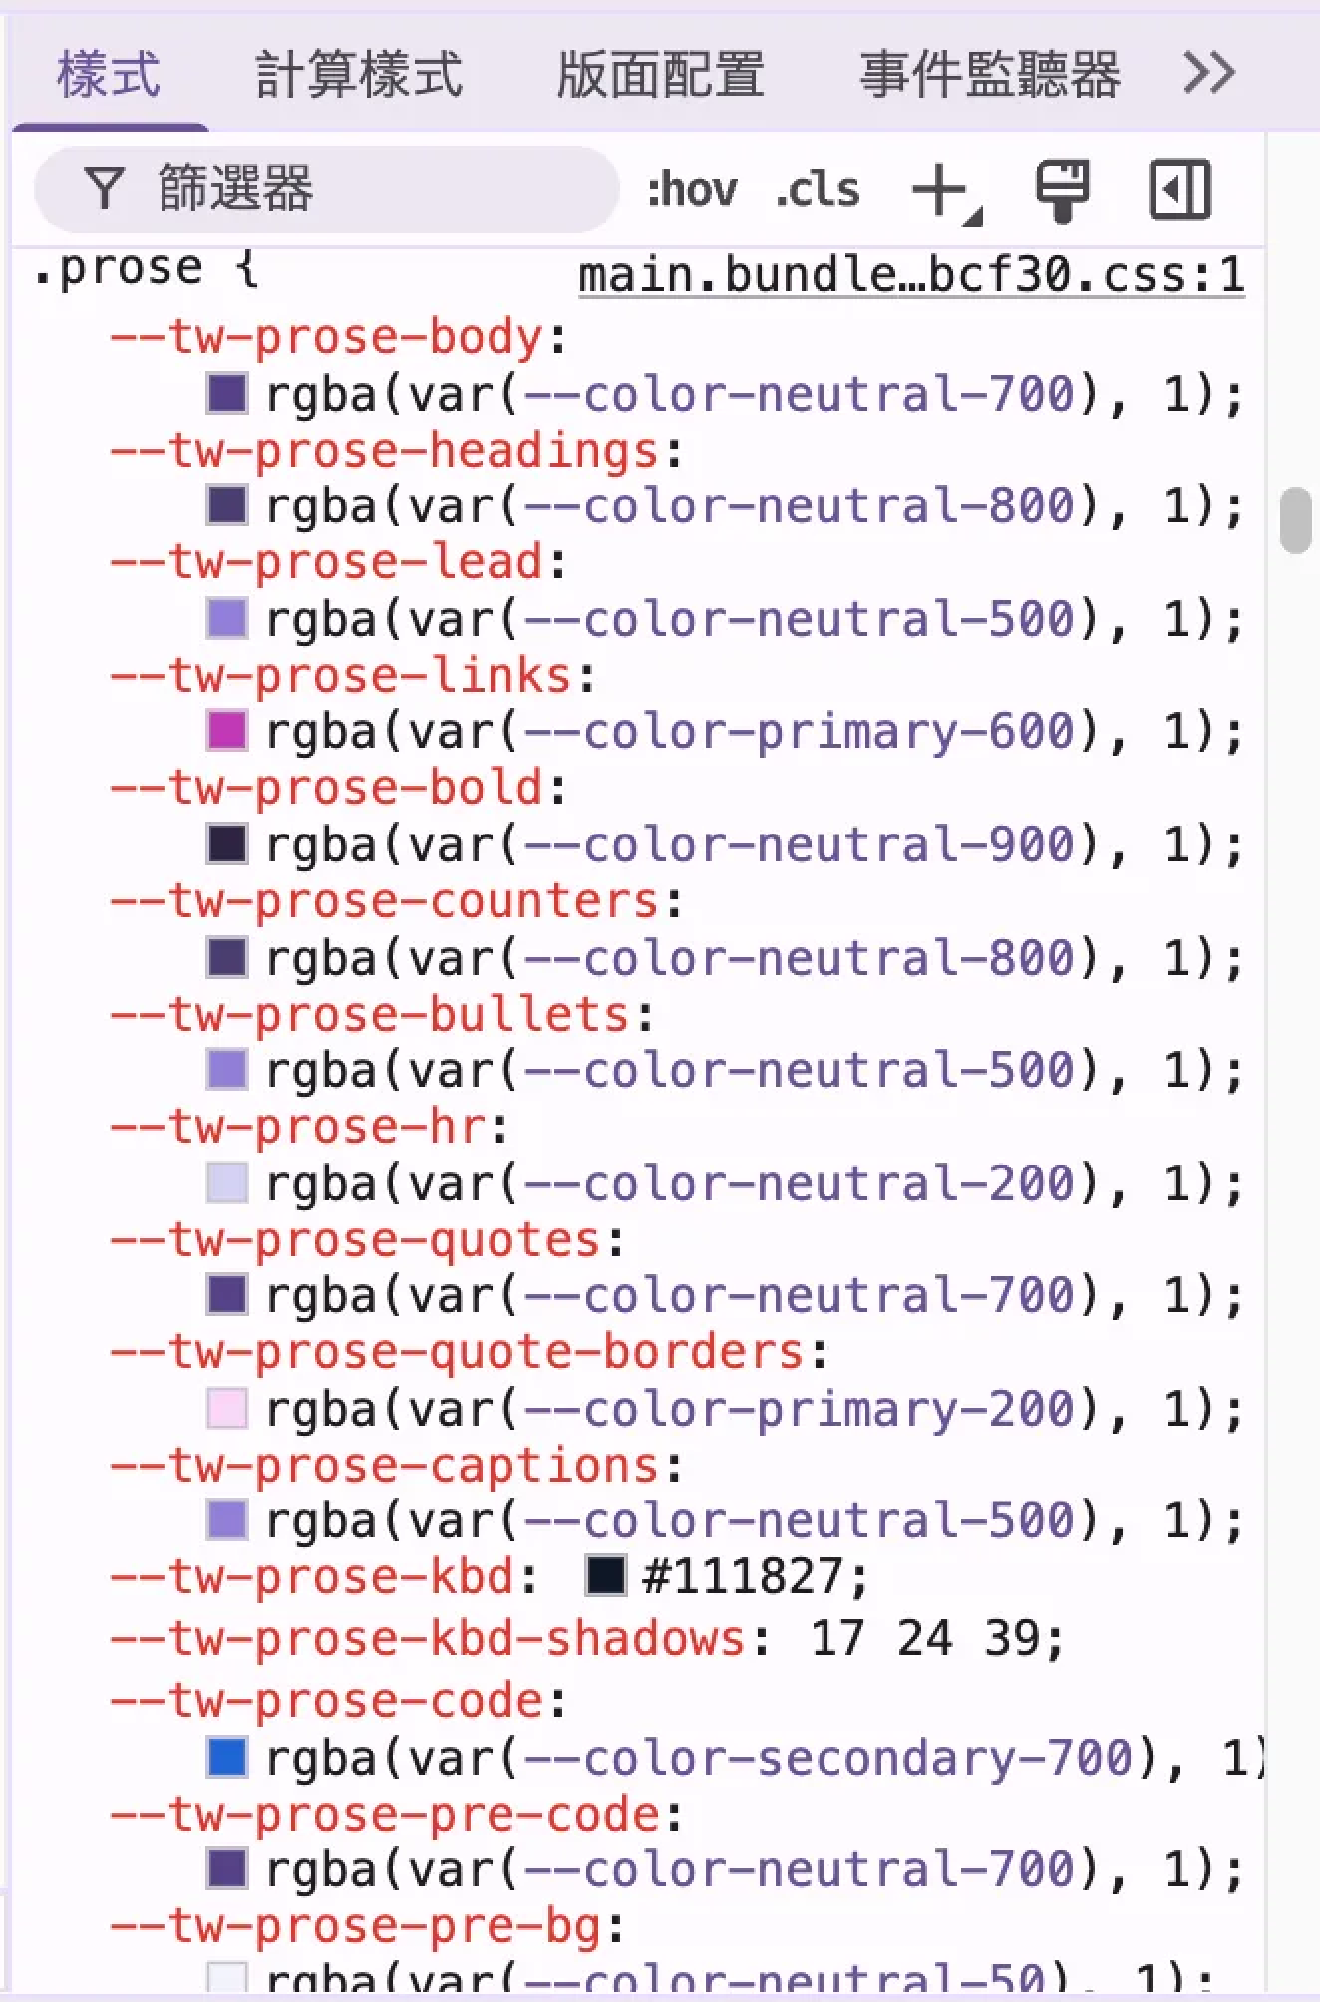 樣式 計算樣式 版面配置 事件監聽器
篩選器 :hov .cls
.prose { main.bundle…bcf30.css:1
--tw-prose-body:
rgba(var(--color-neutral-700), 1);
--tw-prose-headings:
rgba(var(--color-neutral-800), 1);
--tw-prose-lead:
rgba(var(--color-neutral-500), 1);
--tw-prose-links:
rgba(var(--color-primary-600), 1);
--tw-prose-bold:
rgba(var(--color-neutral-900), 1);
--tw-prose-counters:
rgba(var(--color-neutral-800), 1);
--tw-prose-bullets:
rgba(var(--color-neutral-500), 1);
--tw-prose-hr:
rgba(var(--color-neutral-200), 1);
--tw-prose-quotes:
rgba(var(--color-neutral-700), 1);
--tw-prose-quote-borders:
rgba(var(--color-primary-200), 1);
--tw-prose-captions:
rgba(var(--color-neutral-500), 1);
--tw-prose-kbd: #111827;
--tw-prose-kbd-shadows: 17 24 39;
--tw-prose-code:
rgba(var(--color-secondary-700), 1)
--tw-prose-pre-code:
rgba(var(--color-neutral-700), 1);
--tw-prose-pre-bg:
rgba(var(--color-neutral-50), 1);